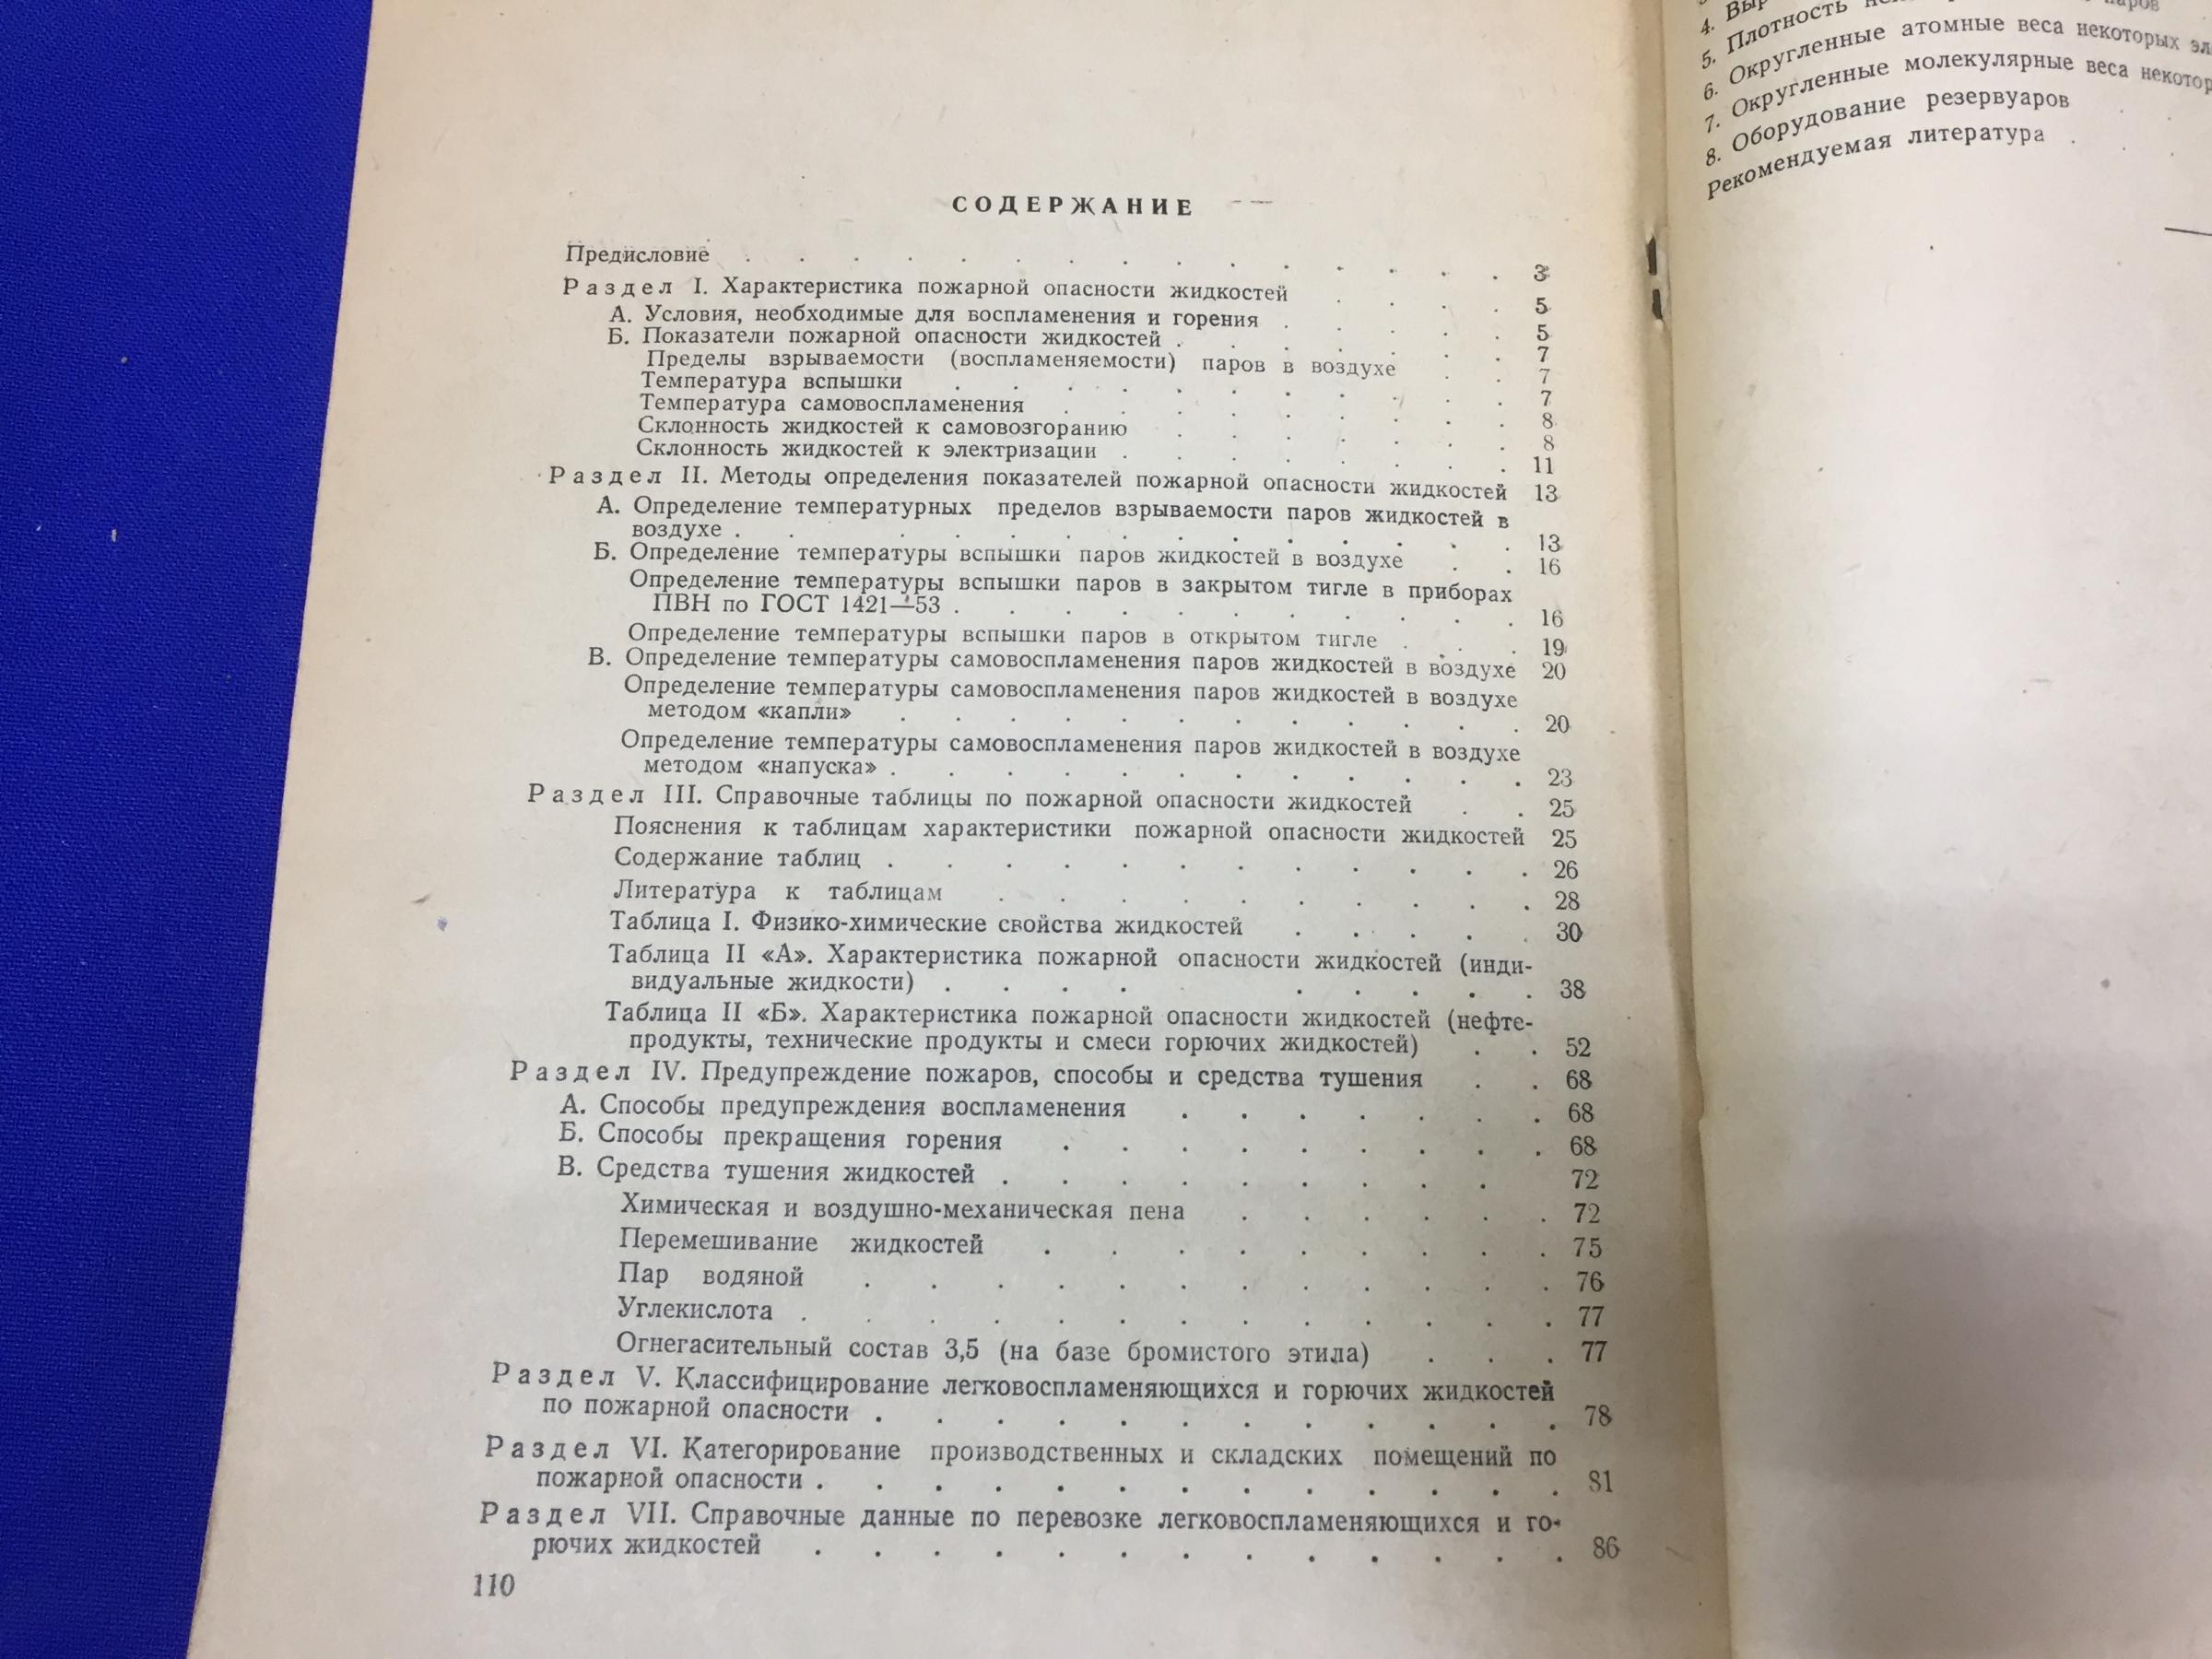 СОДЕРЖАНИЕ
Предисловие 3
Раздел I. Характеристика пожарной опасности жидкостей 5
А. Условия, необходимые для воспламенения и горения 5
Б. Показатели пожарной опасности жидкостей 7
Пределы взрываемости (воспламеняемости) паров в воздухе 7
Температура вспышки 7
Температура самовоспламенения 8
Склонность жидкостей к самовозгоранию 8
Склонность жидкостей к электризации 11
Раздел II. Методы определения показателей пожарной опасности жидкостей 13
А. Определение температурных пределов взрываемости паров жидкостей в
воздухе 13
Б. Определение температуры вспышки паров жидкостей в воздухе 16
Определение температуры вспышки паров в закрытом тигле в приборах
ПВН по ГОСТ 1421—53 16
Определение температуры вспышки паров в открытом тигле 19
В. Определение температуры самовоспламенения паров жидкостей в воздухе 20
Определение температуры самовоспламенения паров жидкостей в воздухе
методом «капли» 20
Определение температуры самовоспламенения паров жидкостей в воздухе
методом «напуска» 23
Раздел III. Справочные таблицы по пожарной опасности жидкостей 25
Пояснения к таблицам характеристики пожарной опасности жидкостей 25
Содержание таблиц 26
Литература к таблицам 28
Таблица I. Физико-химические свойства жидкостей 30
Таблица II «А». Характеристика пожарной опасности жидкостей (инди-
видуальные жидкости) 38
Таблица II «Б». Характеристика пожарной опасности жидкостей (нефте-
продукты, технические продукты и смеси горючих жидкостей) 52
Раздел IV. Предупреждение пожаров, способы и средства тушения 68
А. Способы предупреждения воспламенения 68
Б. Способы прекращения горения 68
В. Средства тушения жидкостей 72
Химическая и воздушно-механическая пена 72
Перемешивание жидкостей 75
Пар водяной 76
Углекислота 77
Огнегасительный состав 3,5 (на базе бромистого этила) 77
Раздел V. Классифицирование легковоспламеняющихся и горючих жидкостей
по пожарной опасности 78
Раздел VI. Категорирование производственных и складских помещений по
пожарной опасности 81
Раздел VII. Справочные данные по перевозке легковоспламеняющихся и го-
рючих жидкостей 86
110
4.
5. Плотность паров
6. Округленные атомные веса некоторых
7. Округленные молекулярные веса
8. Оборудование резервуаров
Рекомендуемая литература